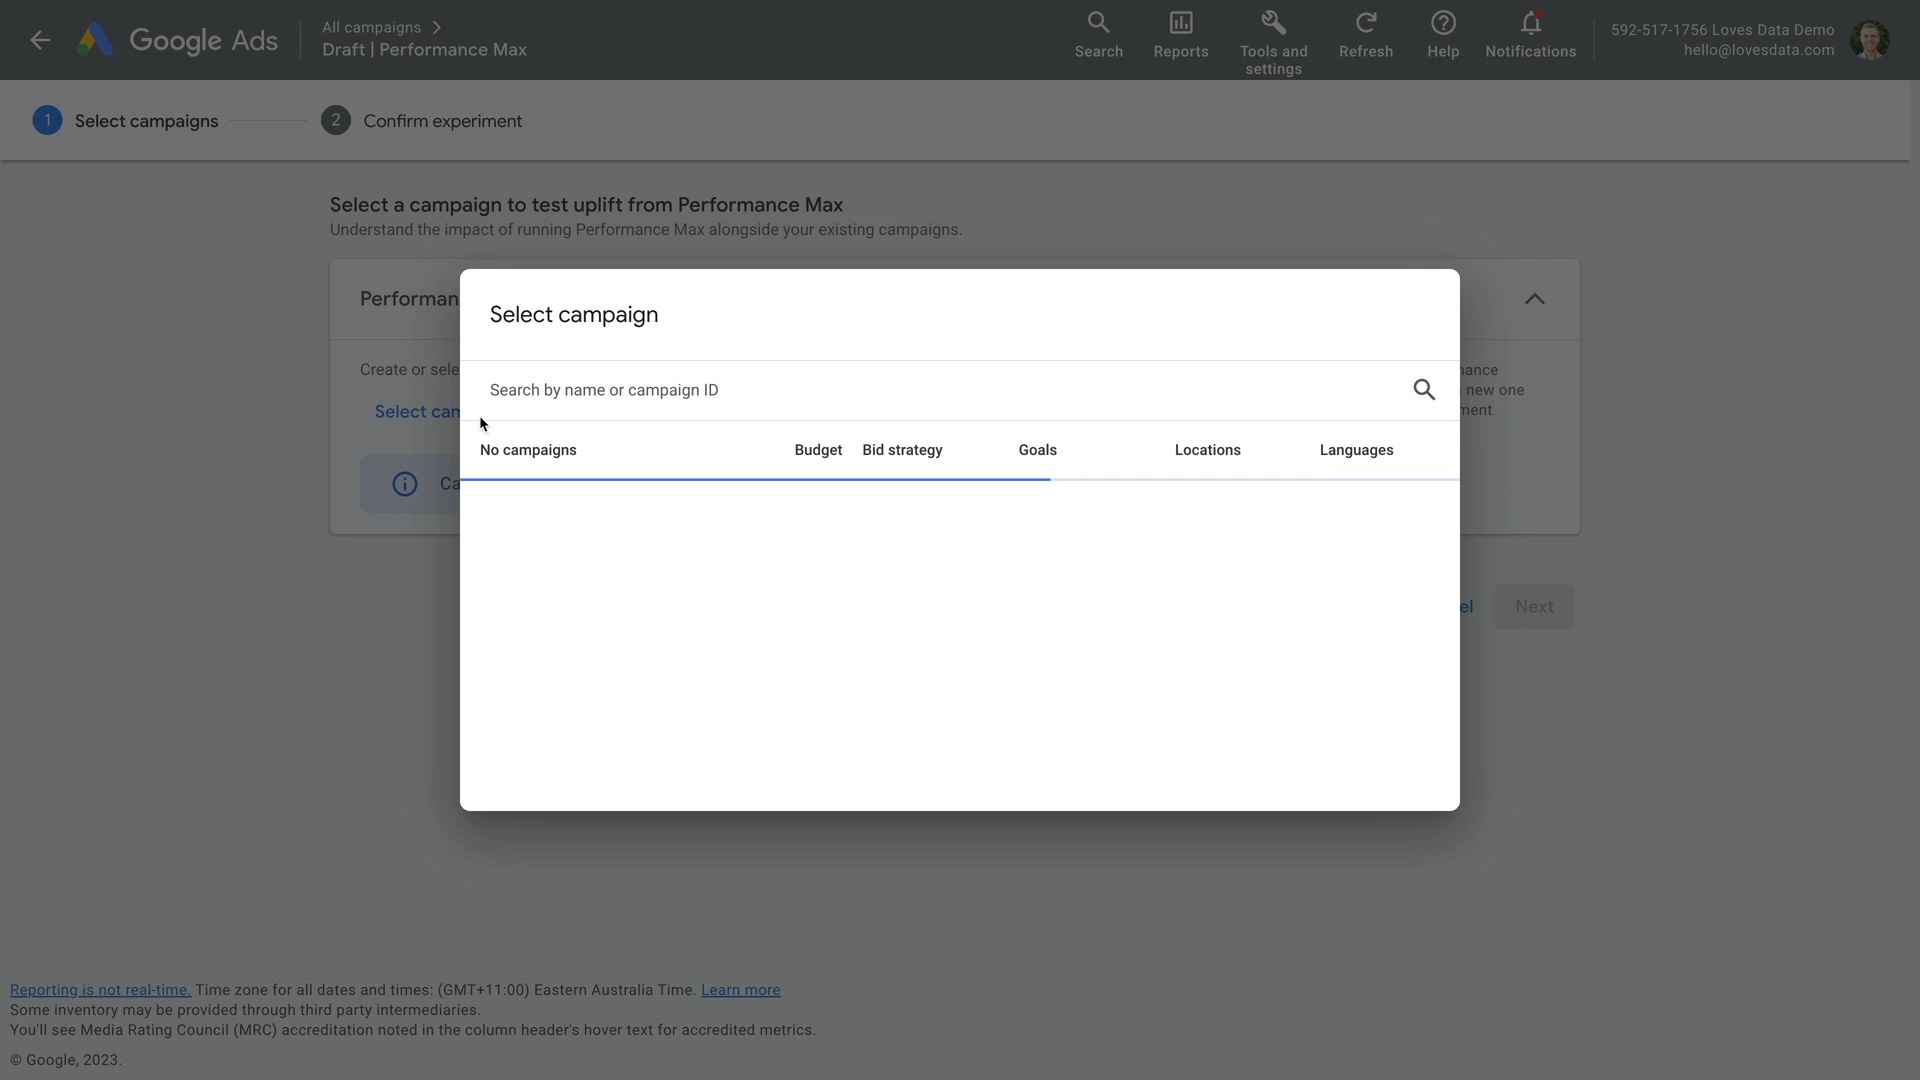 Google Ads
All campaigns
Draft | Performance Max
Search
Reports
Tools and
settings
Refresh
Help
Notifications
592-517-1756 Loves Data Demo
hello@lovesdata.com
1 Select campaigns
2 Confirm experiment
Select a campaign to test uplift from Performance Max
Understand the impact of running Performance Max alongside your existing campaigns.
Performan
Create or sele
Select can
Ca
Select campaign
Search by name or campaign ID
No campaigns Budget Bid strategy Goals Locations Languages
new one
el Next
Reporting is not real-time. Time zone for all dates and times: (GMT+11:00) Eastern Australia Time. Learn more
Some inventory may be provided through third party intermediaries.
You'll see Media Rating Council (MRC) accreditation noted in the column header's hover text for accredited metrics.
© Google, 2023.